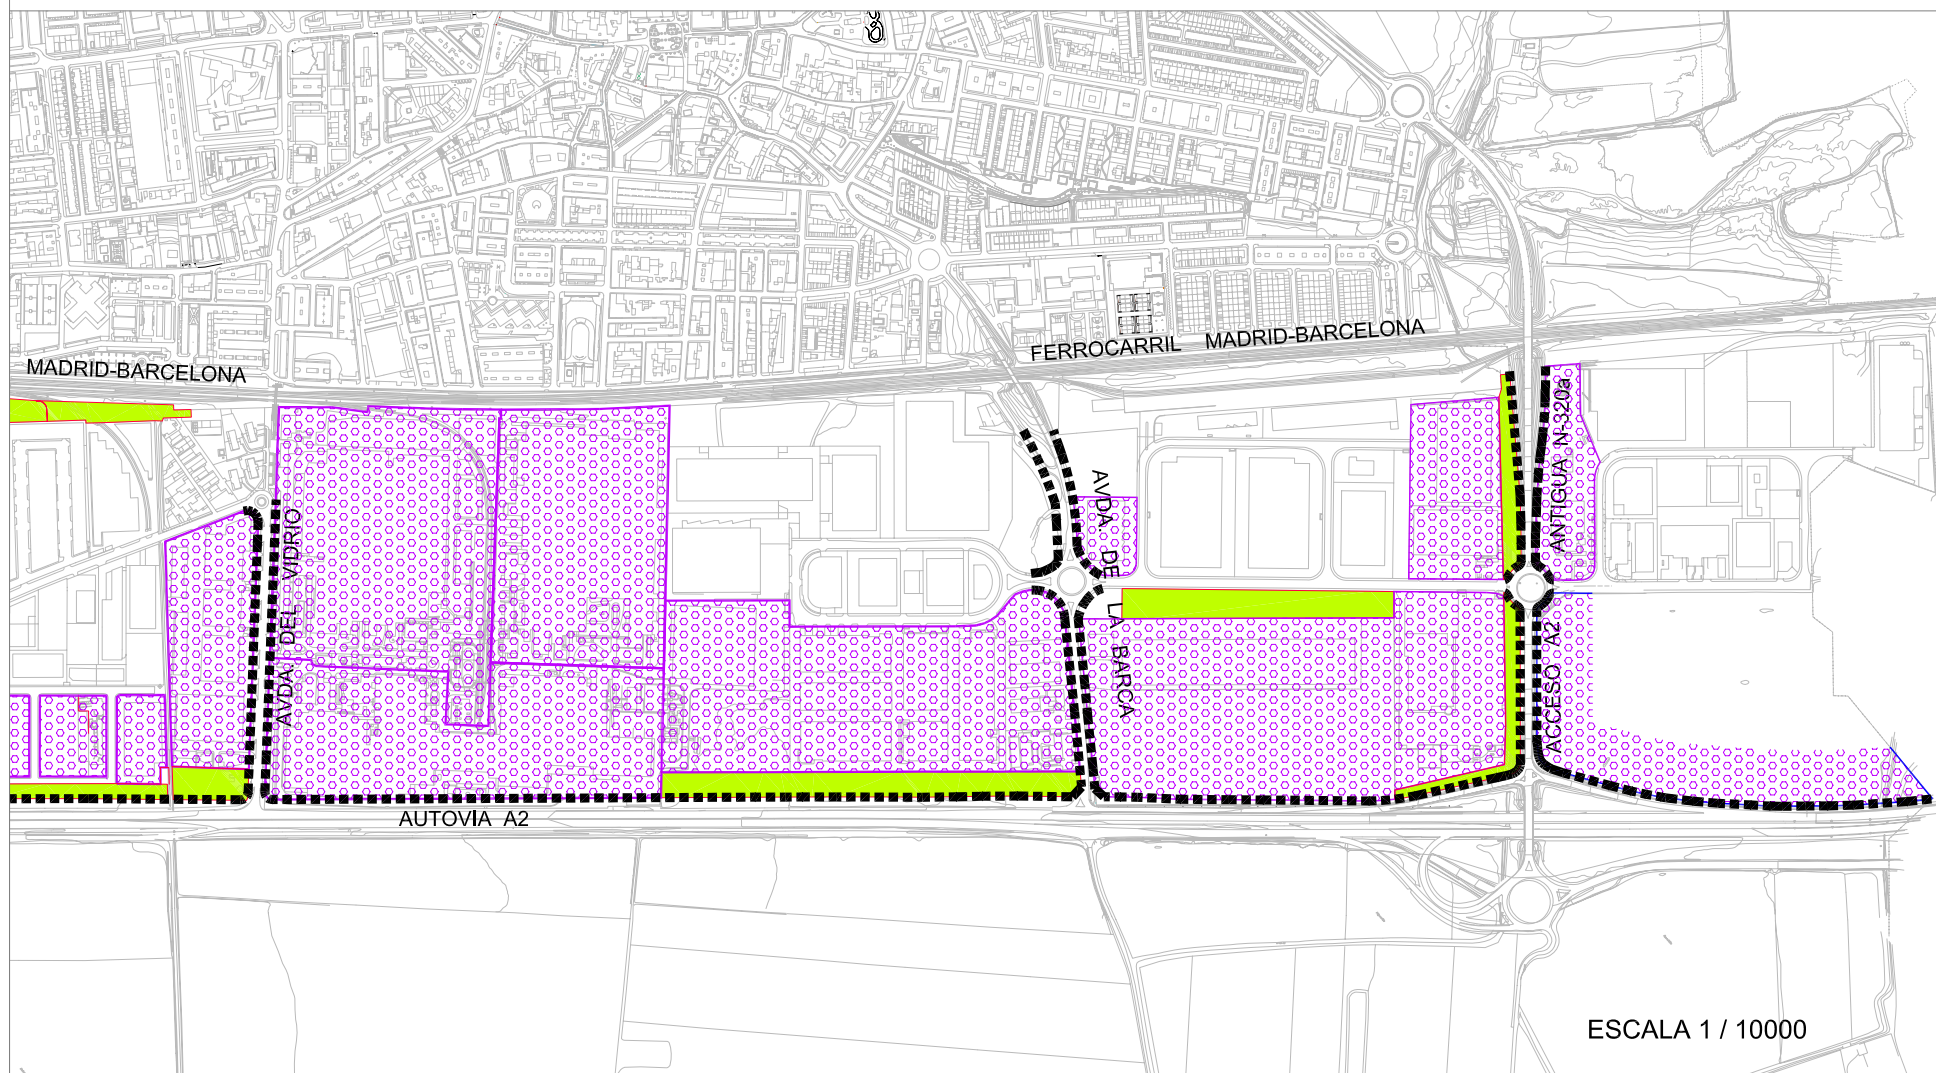 MADRID-BARCELONA
FERROCARRIL MADRID-BARCELONA
AVDA. DEL VIDRIO
AVDA. DE LA BARCA
ANTIGUA N-320a
ACCESO A2
AUTOVIA A2
ESCALA 1 / 10000